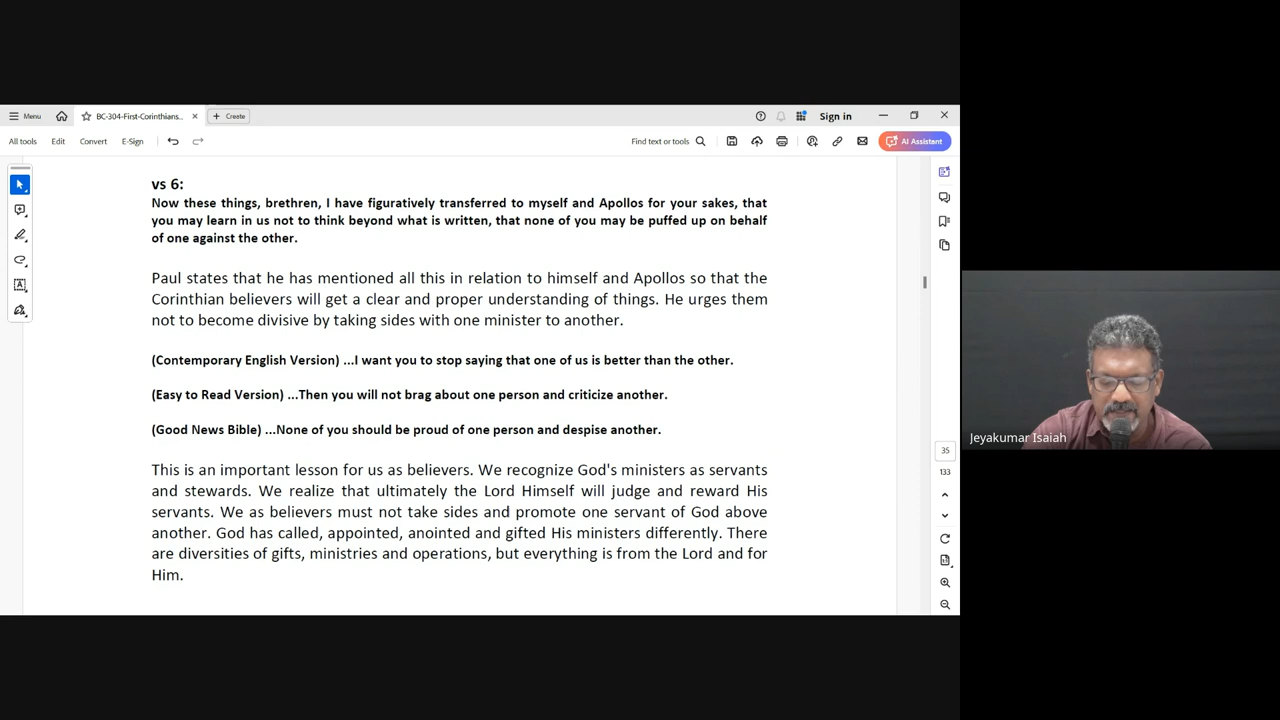 Menu
BC-304-First-Corinthians...
Create
Sign in
All tools
Edit
Convert
E-Sign
Find text or tools
AI Assistant
vs 6:
Now these things, brethren, I have figuratively transferred to myself and Apollos for your sakes, that
you may learn in us not to think beyond what is written, that none of you may be puffed up on behalf
of one against the other.
Paul states that he has mentioned all this in relation to himself and Apollos so that the
Corinthian believers will get a clear and proper understanding of things. He urges them
not to become divisive by taking sides with one minister to another.
(Contemporary English Version) ...I want you to stop saying that one of us is better than the other.
(Easy to Read Version) ...Then you will not brag about one person and criticize another.
(Good News Bible) ...None of you should be proud of one person and despise another.
This is an important lesson for us as believers. We recognize God's ministers as servants
and stewards. We realize that ultimately the Lord Himself will judge and reward His
servants. We as believers must not take sides and promote one servant of God above
another. God has called, appointed, anointed and gifted His ministers differently. There
are diversities of gifts, ministries and operations, but everything is from the Lord and for
Him.
35
133
Jeyakumar Isaiah